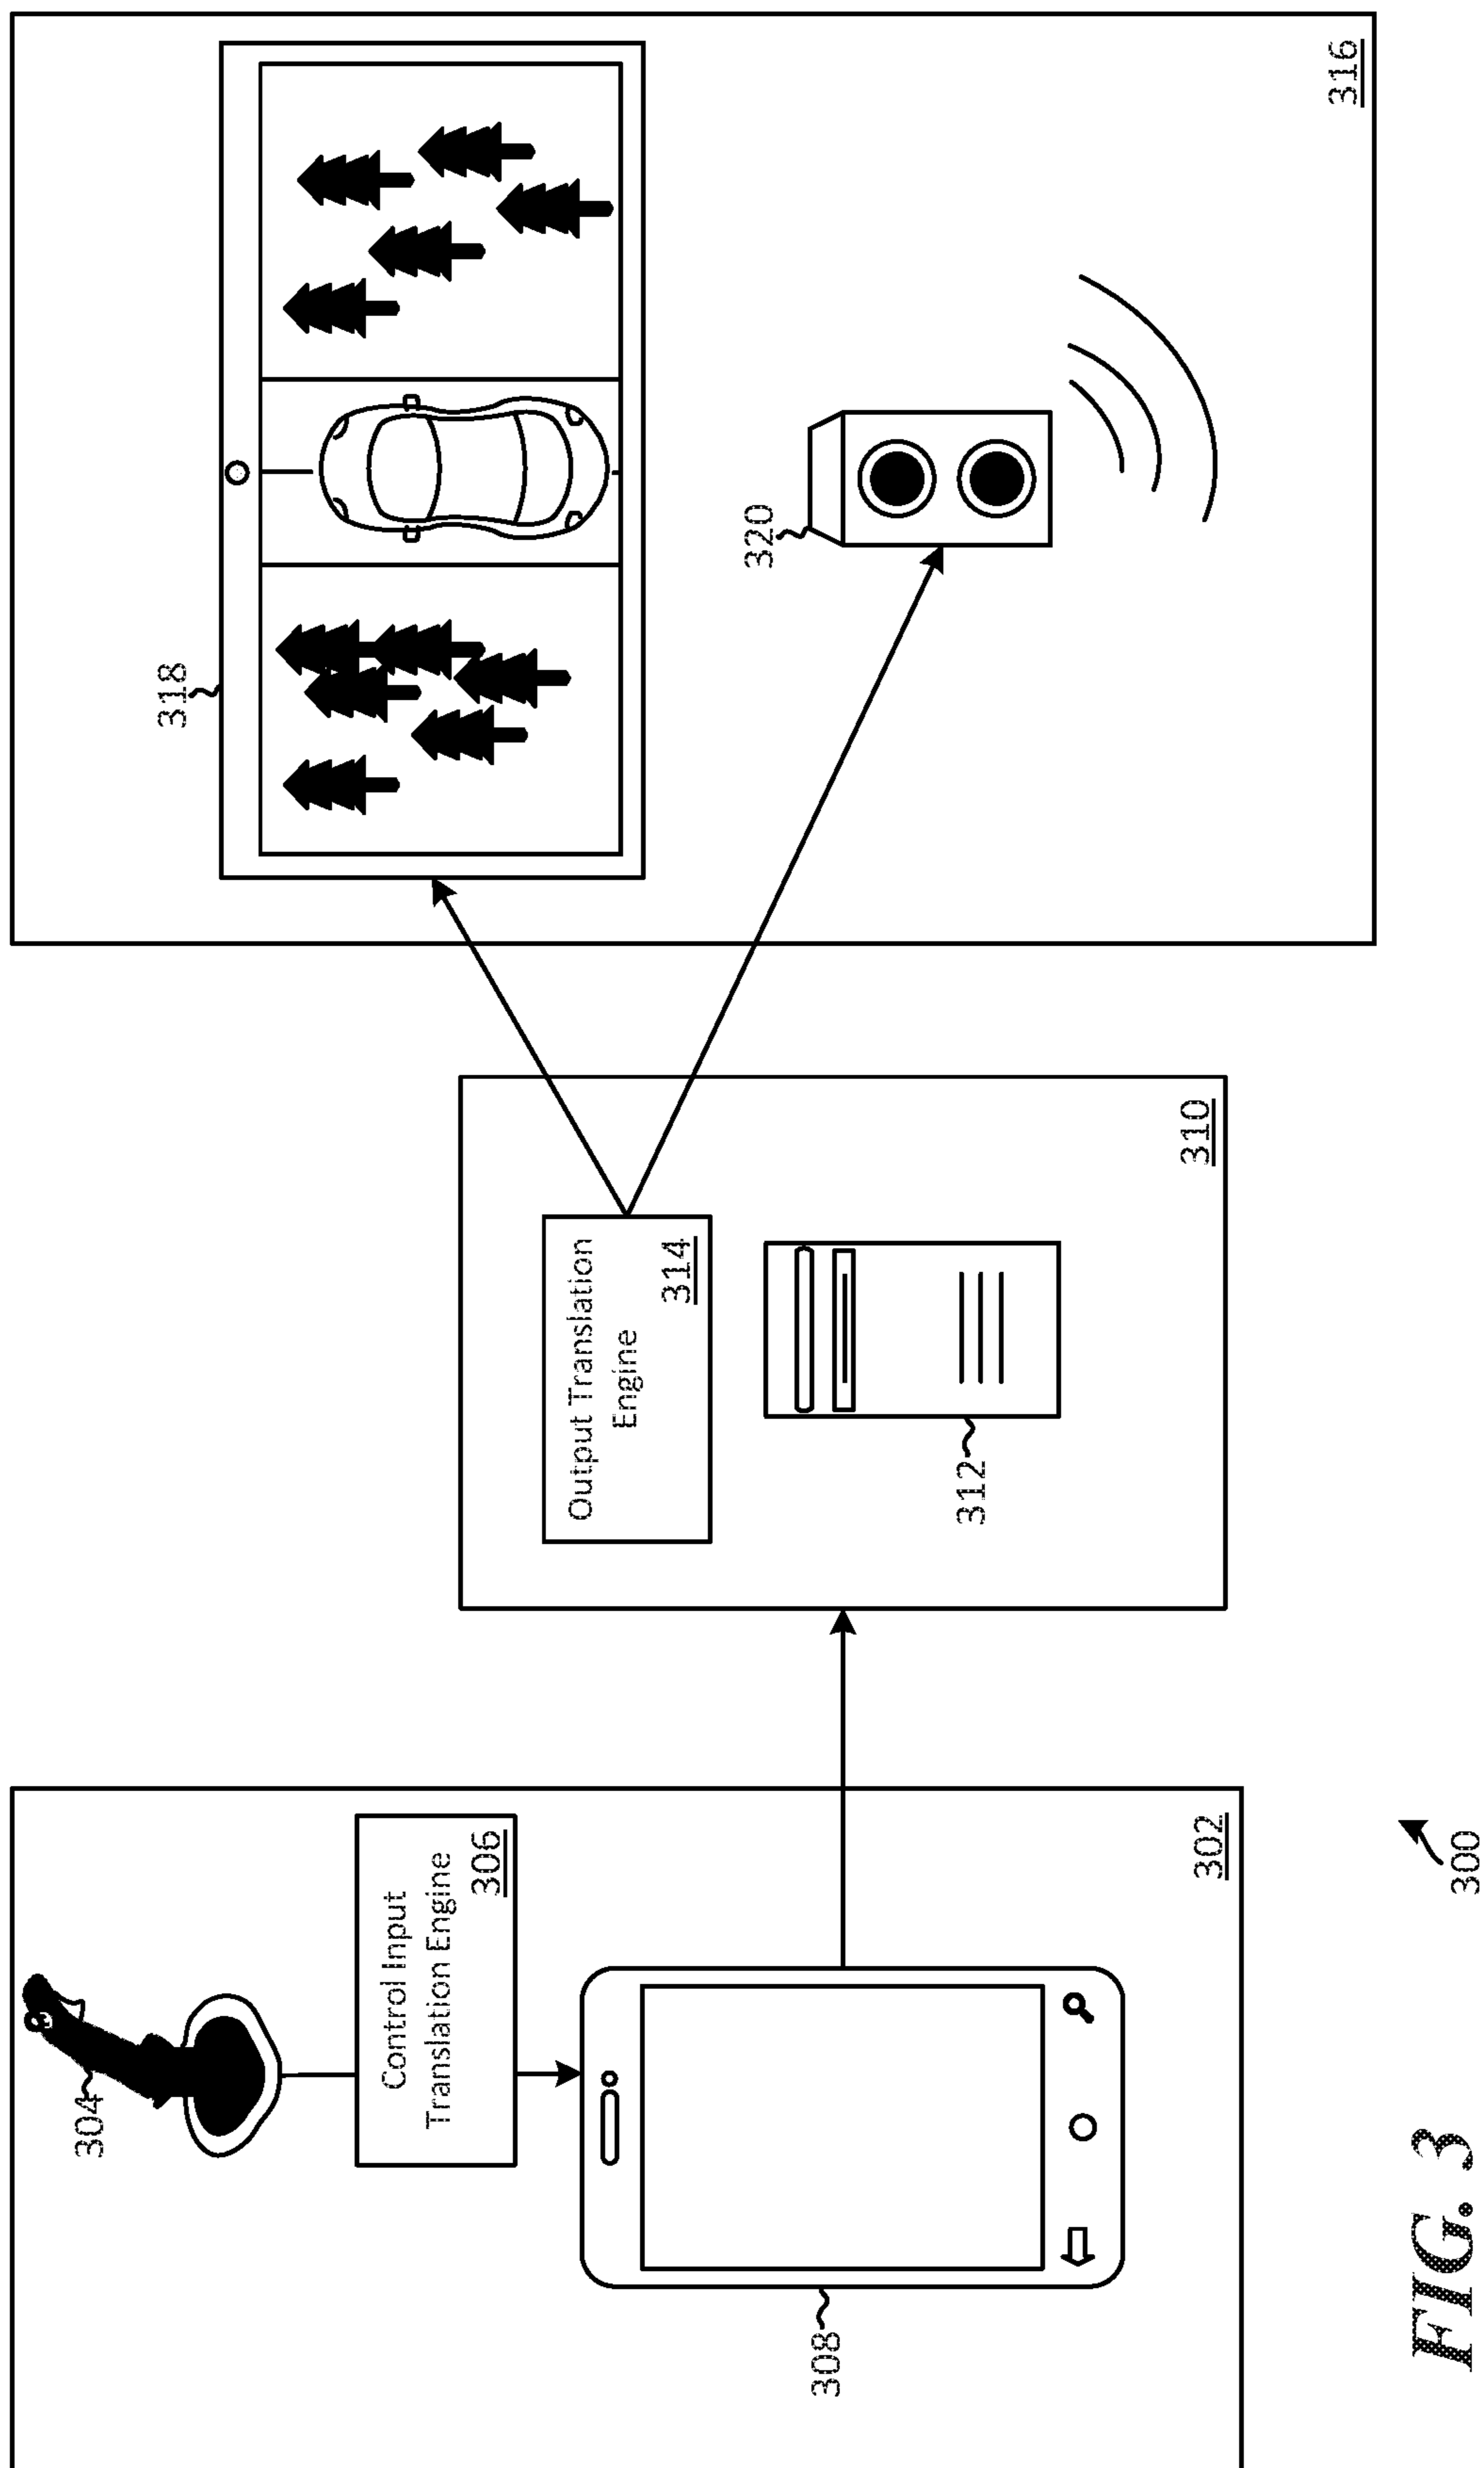 304
Control Input
Translation Engine
306
308
302
Output Translation
Engine
314
312
310
318
320
316
300
FIG. 3